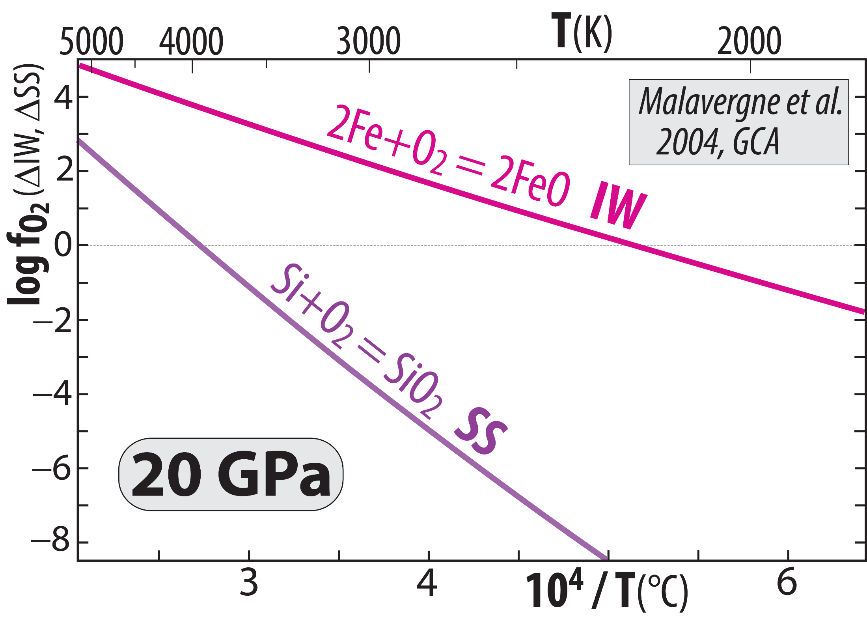 T(K)
5000 4000 3000 2000
log fO₂ (ΔIW, ΔSS)
4
2
0
−2
−4
−6
−8
Malavergne et al.
2004, GCA
2Fe+O₂ = 2FeO IW
Si+O₂ = SiO₂ SS
20 GPa
3 4 6
10⁴ / T(°C)